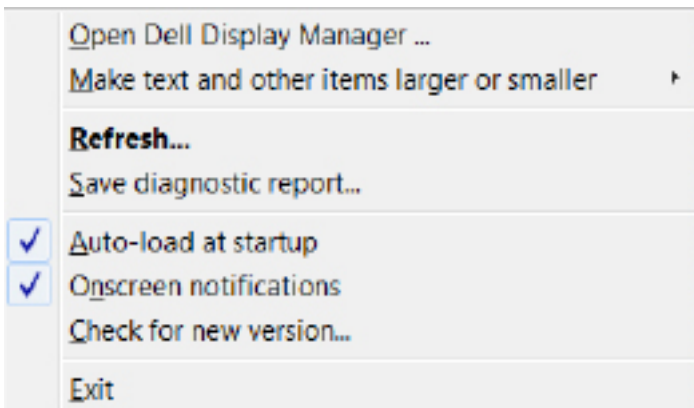 Open Dell Display Manager ...
Make text and other items larger or smaller
Refresh...
Save diagnostic report...
Auto-load at startup
Onscreen notifications
Check for new version...
Exit